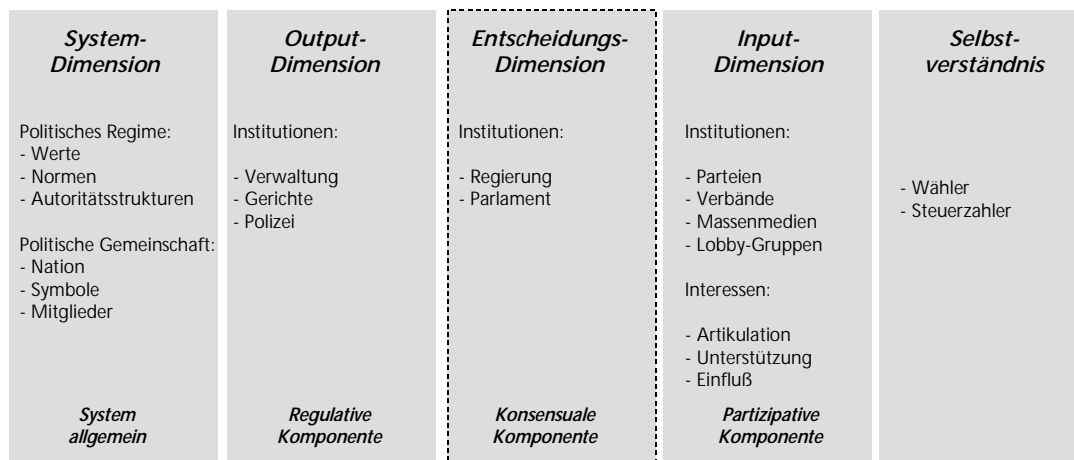 System-
Dimension
Politisches Regime:
- Werte
- Normen
- Autoritätsstrukturen
Politische Gemeinschaft:
- Nation
- Symbole
- Mitglieder
System
allgemein
Output-
Dimension
Institutionen:
- Verwaltung
- Gerichte
- Polizei
Regulative
Komponente
Entscheidungs-
Dimension
Institutionen:
- Regierung
- Parlament
Konsensuale
Komponente
Input-
Dimension
Institutionen:
- Parteien
- Verbände
- Massenmedien
- Lobby-Gruppen
Interessen:
- Artikulation
- Unterstützung
- Einfluß
Partizipative
Komponente
Selbst-
verständnis
- Wähler
- Steuerzahler